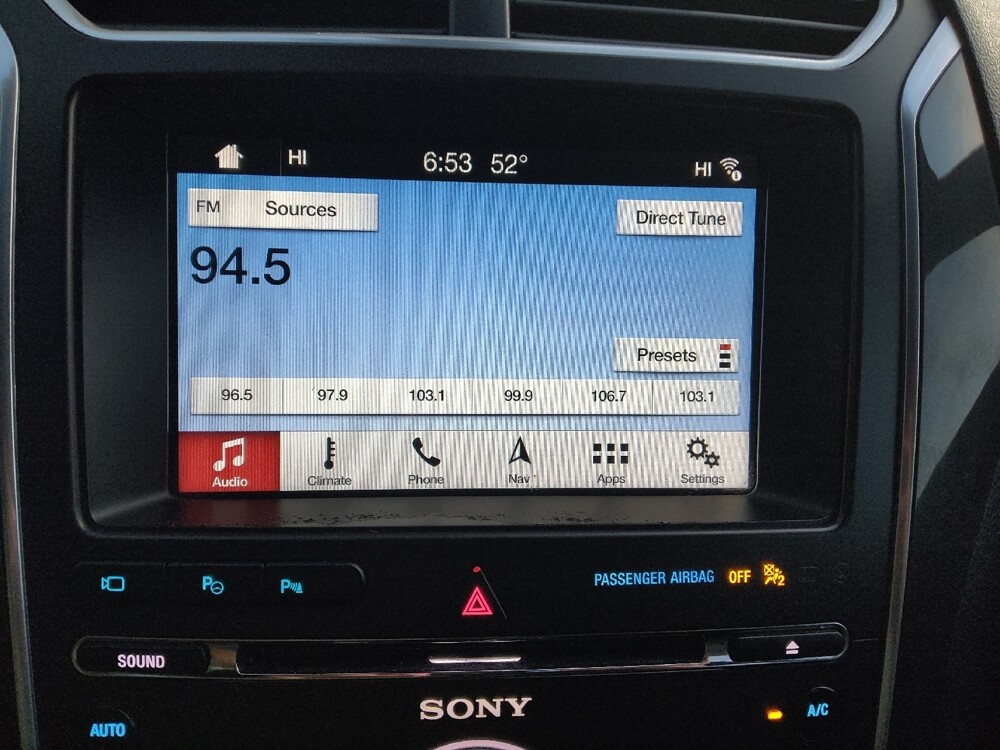 HI 6:53 52° HI
FM Sources
Direct Tune
94.5
Presets
96.5 97.9 103.1 99.9 106.7 103.1
Audio Climate Phone Nav Apps Settings
P P
PASSENGER AIRBAG OFF 2
SOUND
SONY
AUTO
A/C